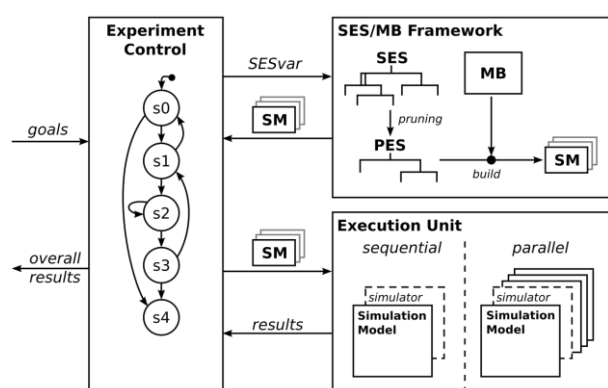 Experiment
Control
s0
s1
s2
s3
s4
goals
overall
results
SESvar
SM
SM
results
SES/MB Framework
SES
MB
pruning
PES
build
SM
Execution Unit
sequential
parallel
simulator
Simulation
Model
simulator
Simulation
Model